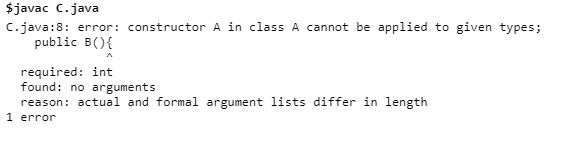 $javac C.java
C.java:8: error: constructor A in class A cannot be applied to given types;
    public B(){
              ^
  required: int
  found: no arguments
  reason: actual and formal argument lists differ in length
1 error